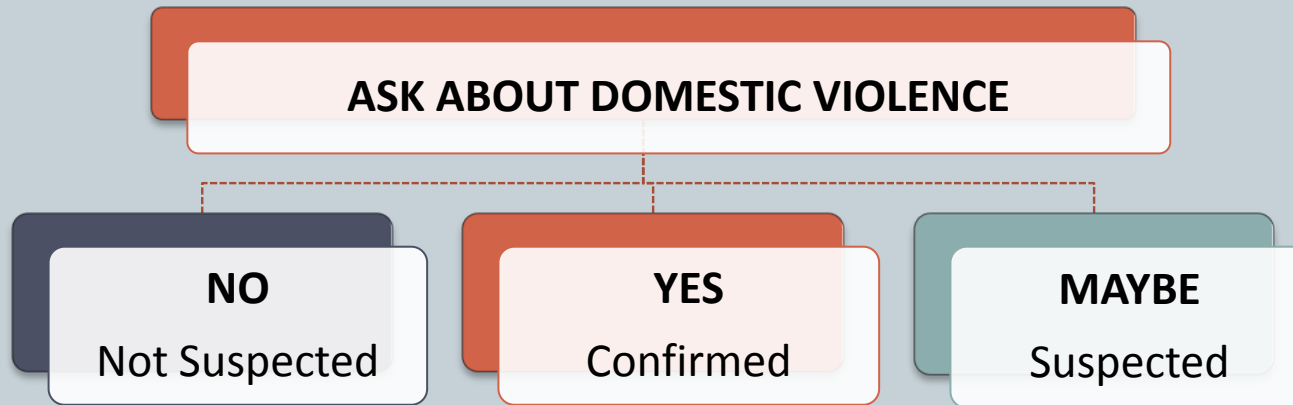 ASK ABOUT DOMESTIC VIOLENCE
NO
Not Suspected
YES
Confirmed
MAYBE
Suspected